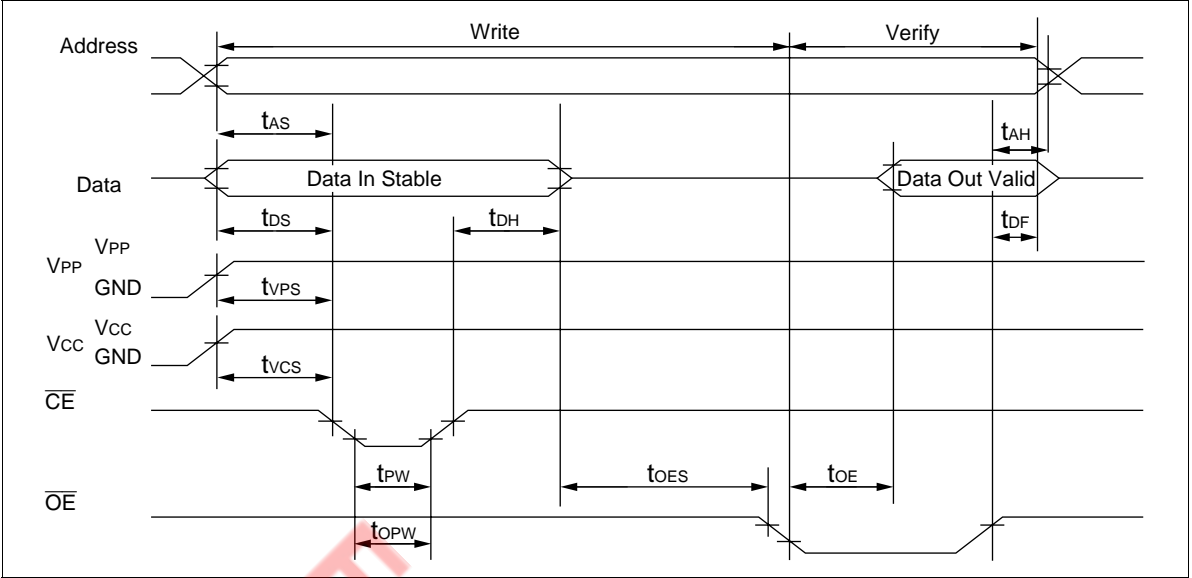 Write
Verify
Address
tAS
tAH
Data
Data In Stable
Data Out Valid
tDS
tDH
tDF
VPP
VPP
GND
tVPS
VCC
VCC
GND
tVCS
CE
tPW
tOES
tOE
OE
tOPW